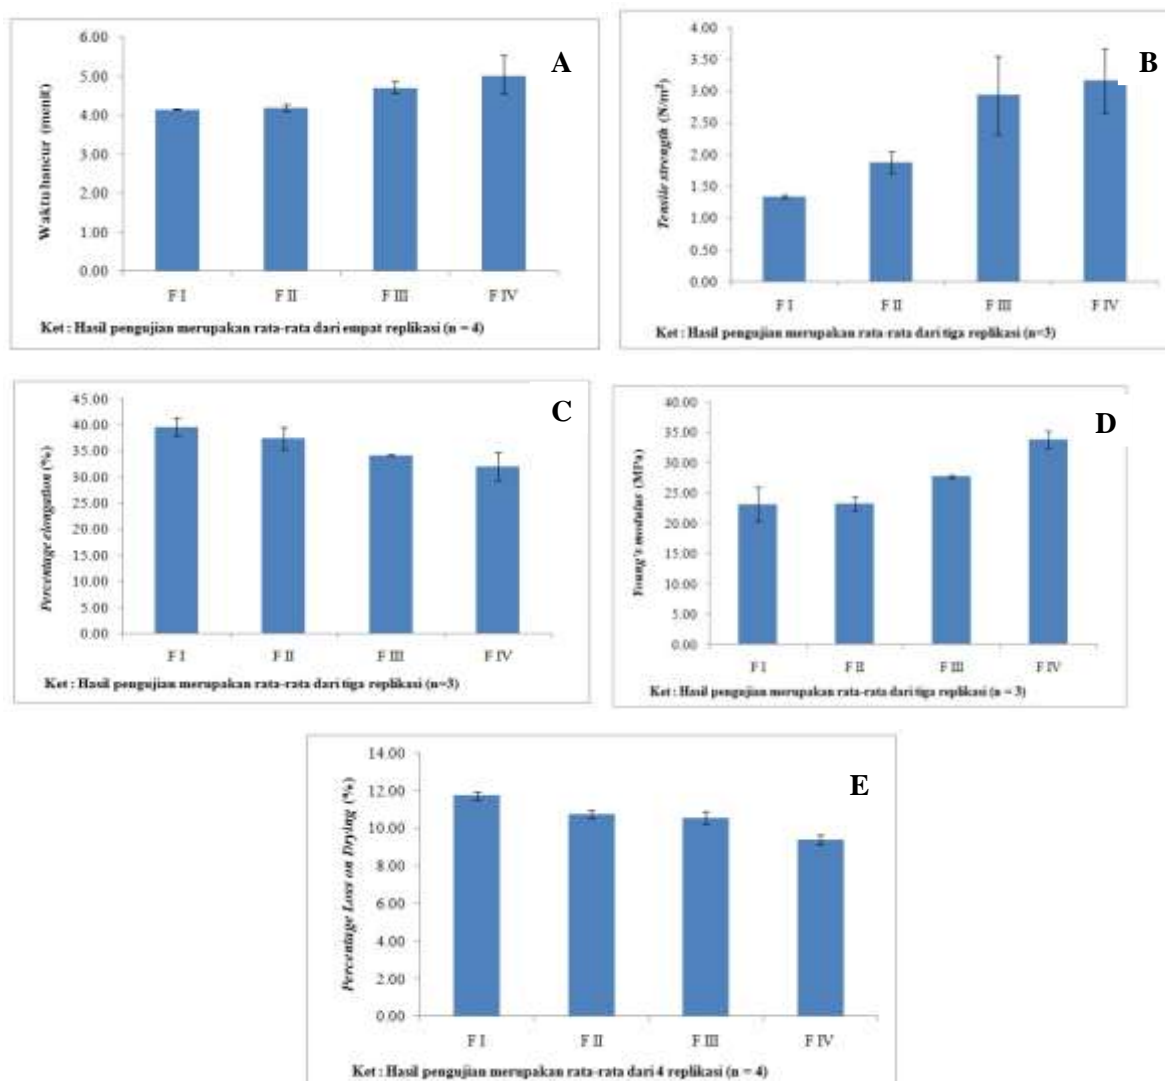 A
Waktu hancur (menit)
6.00
5.00
4.00
3.00
2.00
1.00
0.00
F I F II F III F IV
Ket : Hasil pengujian merupakan rata-rata dari empat replikasi (n = 4)
B
Tensile strength (N/m²)
4.00
3.50
3.00
2.50
2.00
1.50
1.00
0.50
0.00
F I F II F III F IV
Ket : Hasil pengujian merupakan rata-rata dari tiga replikasi (n=3)
C
Percentage elongation (%)
45.00
40.00
35.00
30.00
25.00
20.00
15.00
10.00
5.00
0.00
F I F II F III F IV
Ket : Hasil pengujian merupakan rata-rata dari tiga replikasi (n=3)
D
Young's modulus (MPa)
40.00
35.00
30.00
25.00
20.00
15.00
10.00
5.00
0.00
F I F II F III F IV
Ket : Hasil pengujian merupakan rata-rata dari tiga replikasi (n = 3)
E
Percentage Loss on Drying (%)
14.00
12.00
10.00
8.00
6.00
4.00
2.00
0.00
F I F II F III F IV
Ket : Hasil pengujian merupakan rata-rata dari 4 replikasi (n = 4)